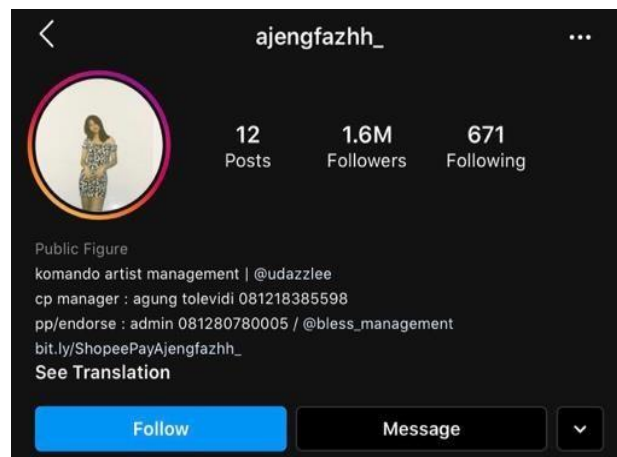 ajengfazhh_
12 1.6M 671
Posts Followers Following
Public Figure
komando artist management | @udazzlee
cp manager : agung tolevidi 081218385598
pp/endorse : admin 081280780005 / @bless_management
bit.ly/ShopeePayAjengfazhh_
See Translation
Follow Message